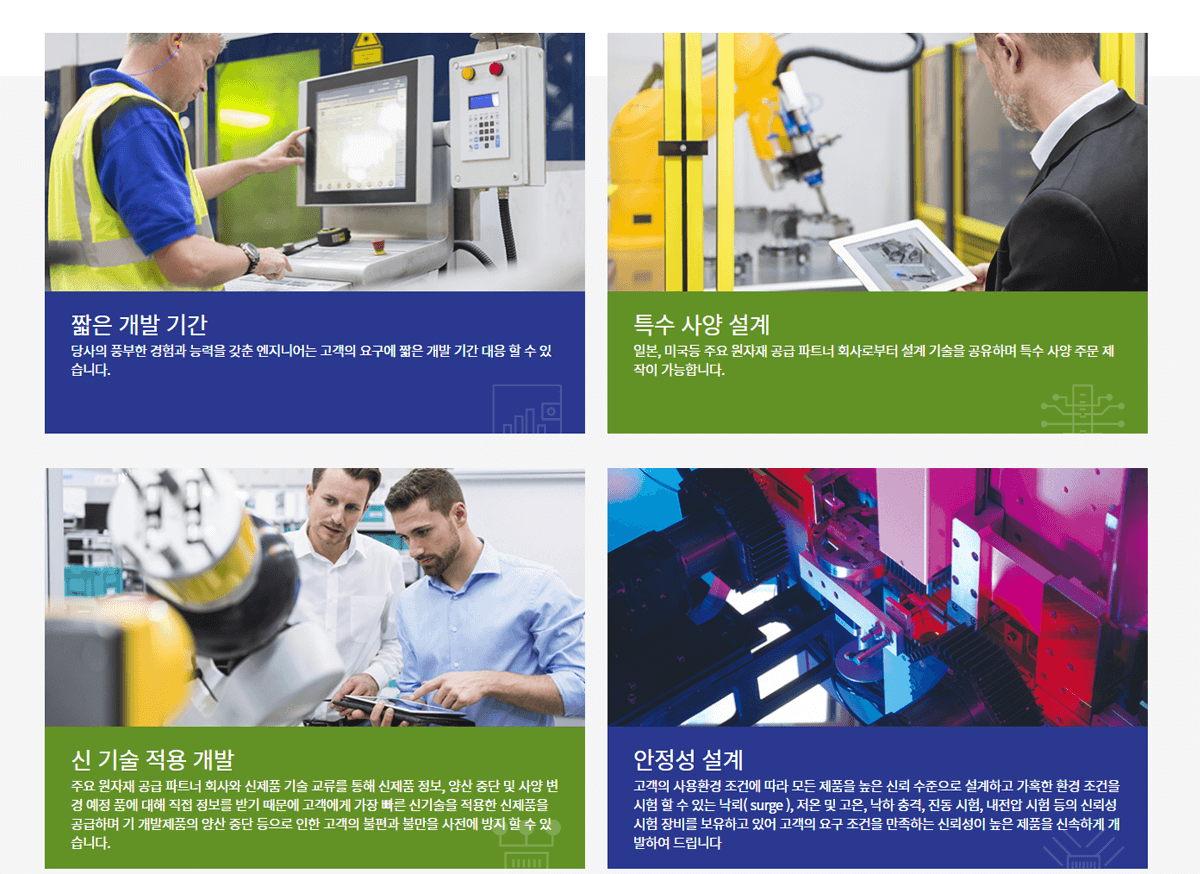 짧은 개발 기간
당사의 풍부한 경험과 능력을 갖춘 엔지니어는 고객의 요구에 짧은 개발 기간 대응 할 수 있
습니다.
특수 사양 설계
일본, 미국등 주요 원자재 공급 파트너 회사로부터 설계 기술을 공유하며 특수 사양 주문 제
작이 가능합니다.
신 기술 적용 개발
주요 원자재 공급 파트너 회사와 신제품 기술 교류를 통해 신제품 정보, 양산 중단 및 사양 변
경 예정 품에 대해 직접 정보를 받기 때문에 고객에게 가장 빠른 신기술을 적용한 신제품을
공급하며 기 개발제품의 양산 중단 등으로 인한 고객의 불편과 불만을 사전에 방지 할 수 있
습니다.
안정성 설계
고객의 사용환경 조건에 따라 모든 제품을 높은 신뢰 수준으로 설계하고 가혹한 환경 조건을
시험 할 수 있는 낙뢰( surge ), 저온 및 고온, 낙하 충격, 진동 시험, 내전압 시험 등의 신뢰성
시험 장비를 보유하고 있어 고객의 요구 조건을 만족하는 신뢰성이 높은 제품을 신속하게 개
발하여 드립니다